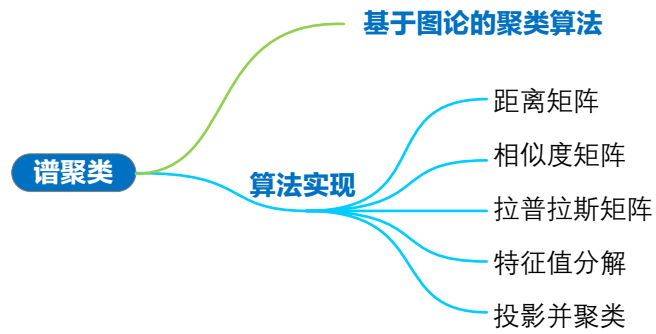 基于图论的聚类算法
谱聚类
算法实现
距离矩阵
相似度矩阵
拉普拉斯矩阵
特征值分解
投影并聚类